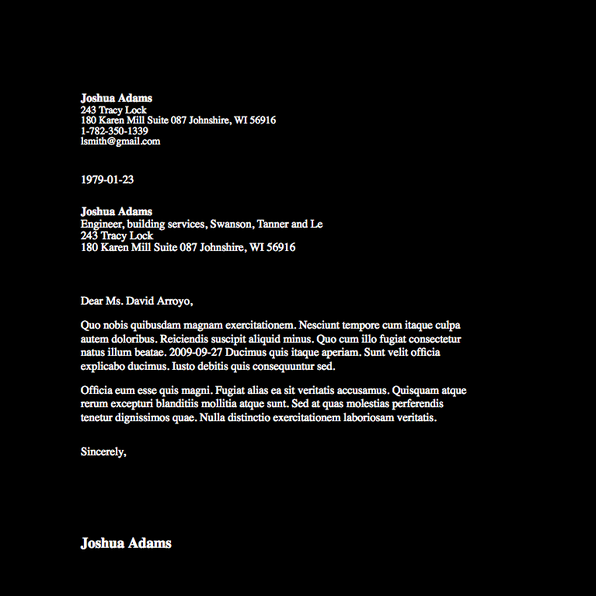 Joshua Adams
243 Tracy Lock
180 Karen Mill Suite 087 Johnshire, WI 56916
1-782-350-1339
lsmith@gmail.com
1979-01-23
Joshua Adams
Engineer, building services, Swanson, Tanner and Le
243 Tracy Lock
180 Karen Mill Suite 087 Johnshire, WI 56916
Dear Ms. David Arroyo,
Quo nobis quibusdam magnam exercitationem. Nesciunt tempore cum itaque culpa
autem doloribus. Reiciendis suscipit aliquid minus. Quo cum illo fugiat consectetur
natus illum beatae. 2009-09-27 Ducimus quis itaque aperiam. Sunt velit officia
explicabo ducimus. Iusto debitis quis consequuntur sed.
Officia eum esse quis magni. Fugiat alias ea sit veritatis accusamus. Quisquam atque
rerum excepturi blanditiis mollitia atque sunt. Sed at quas molestias perferendis
tenetur dignissimos quae. Nulla distinctio exercitationem laboriosam veritatis.
Sincerely,
Joshua Adams